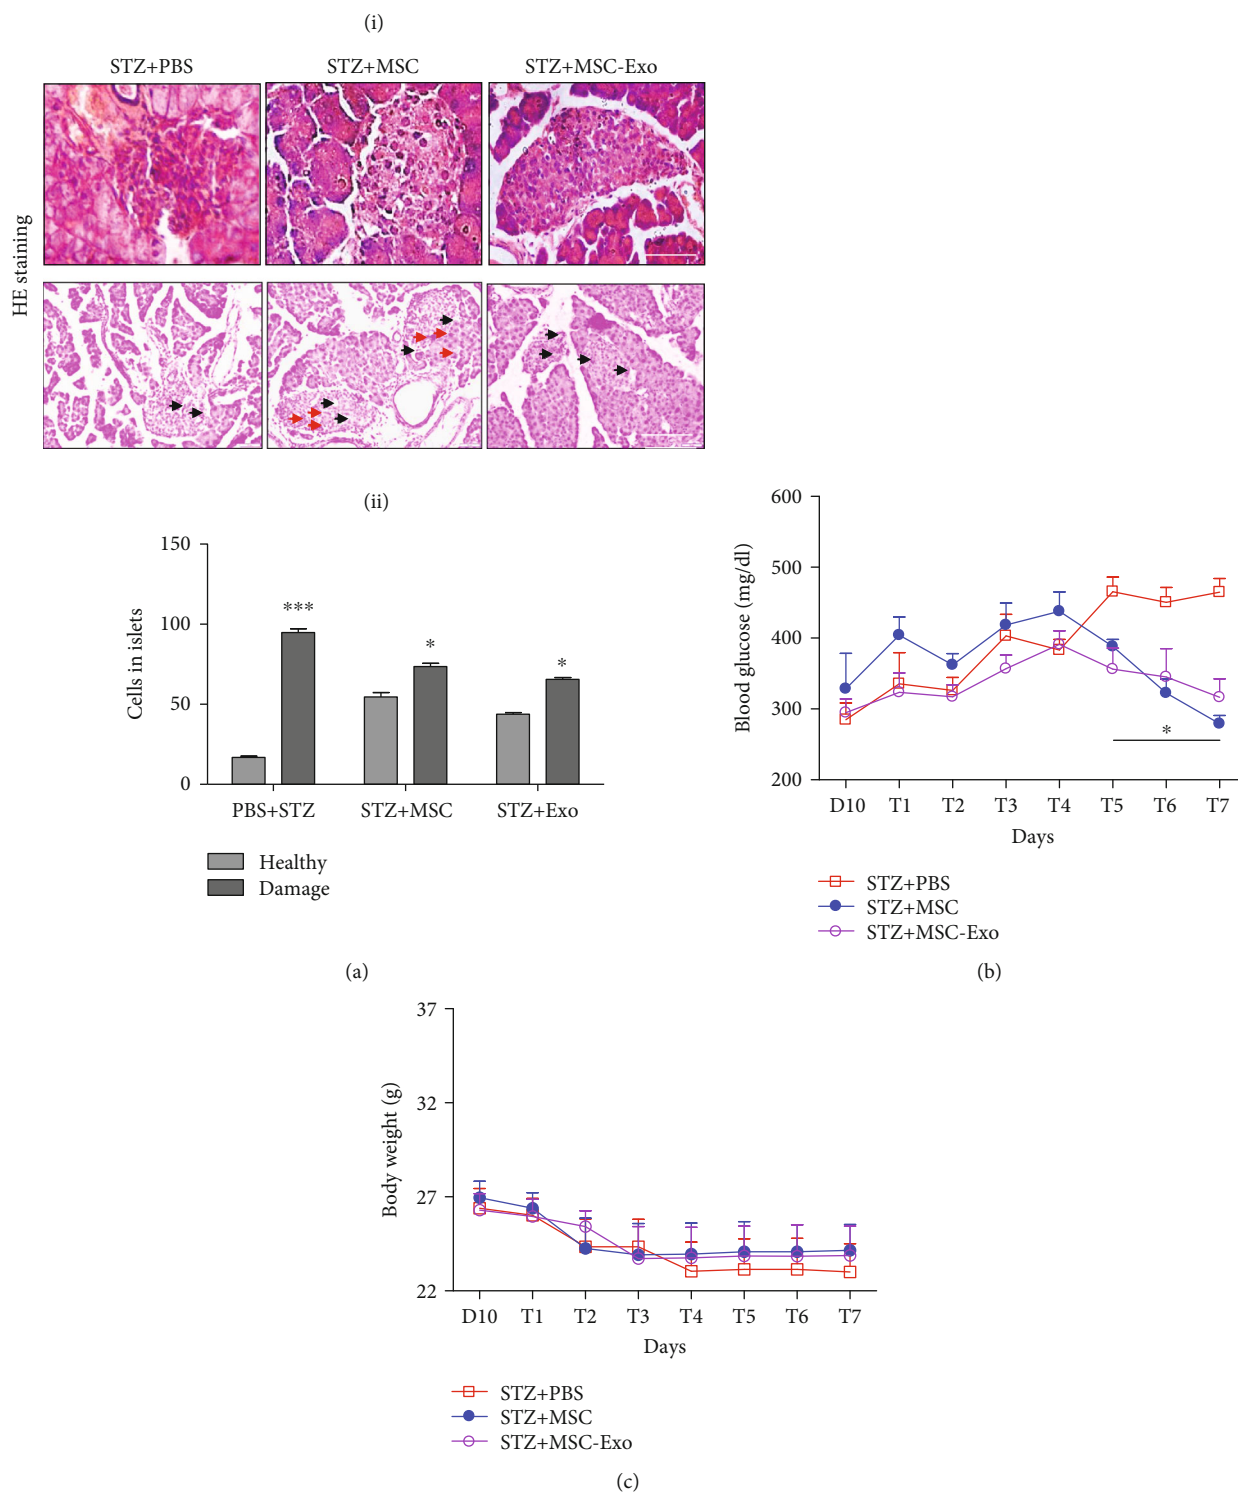 (i)
STZ+PBS STZ+MSC STZ+MSC-Exo
HE staining
(ii)
Cells in islets
150
100
50
0
***
*
*
PBS+STZ STZ+MSC STZ+Exo
Healthy
Damage
(a)
Blood glucose (mg/dl)
600
500
400
300
200
*
D10 T1 T2 T3 T4 T5 T6 T7
Days
STZ+PBS
STZ+MSC
STZ+MSC-Exo
(b)
Body weight (g)
37
32
27
22
D10 T1 T2 T3 T4 T5 T6 T7
Days
STZ+PBS
STZ+MSC
STZ+MSC-Exo
(c)